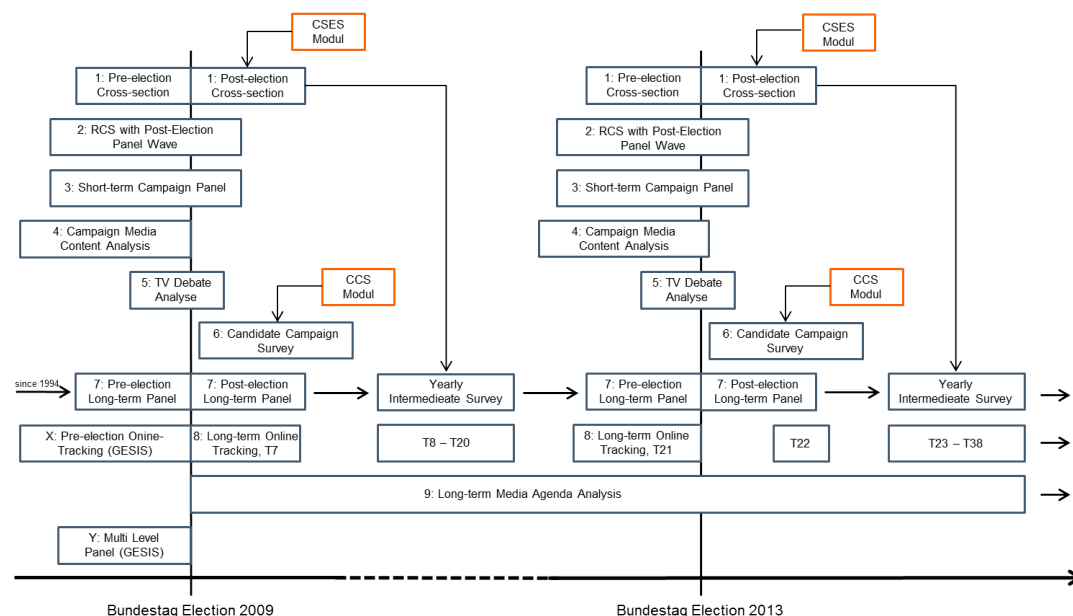 CSES
Modul
CSES
Modul
1: Pre-election
Cross-section
1: Post-election
Cross-section
1: Pre-election
Cross-section
1: Post-election
Cross-section
2: RCS with Post-Election
Panel Wave
2: RCS with Post-Election
Panel Wave
3: Short-term Campaign Panel
3: Short-term Campaign Panel
4: Campaign Media
Content Analysis
4: Campaign Media
Content Analysis
5: TV Debate
Analyse
5: TV Debate
Analyse
CCS
Modul
CCS
Modul
6: Candidate Campaign
Survey
6: Candidate Campaign
Survey
since 1994
7: Pre-election
Long-term Panel
7: Post-election
Long-term Panel
Yearly
Intermedieate Survey
7: Pre-election
Long-term Panel
7: Post-election
Long-term Panel
Yearly
Intermedieate Survey
X: Pre-election Onine-
Tracking (GESIS)
8: Long-term Online
Tracking, T7
T8 – T20
8: Long-term Online
Tracking, T21
T22
T23 – T38
9: Long-term Media Agenda Analysis
Y: Multi Level
Panel (GESIS)
Bundestag Election 2009
Bundestag Election 2013